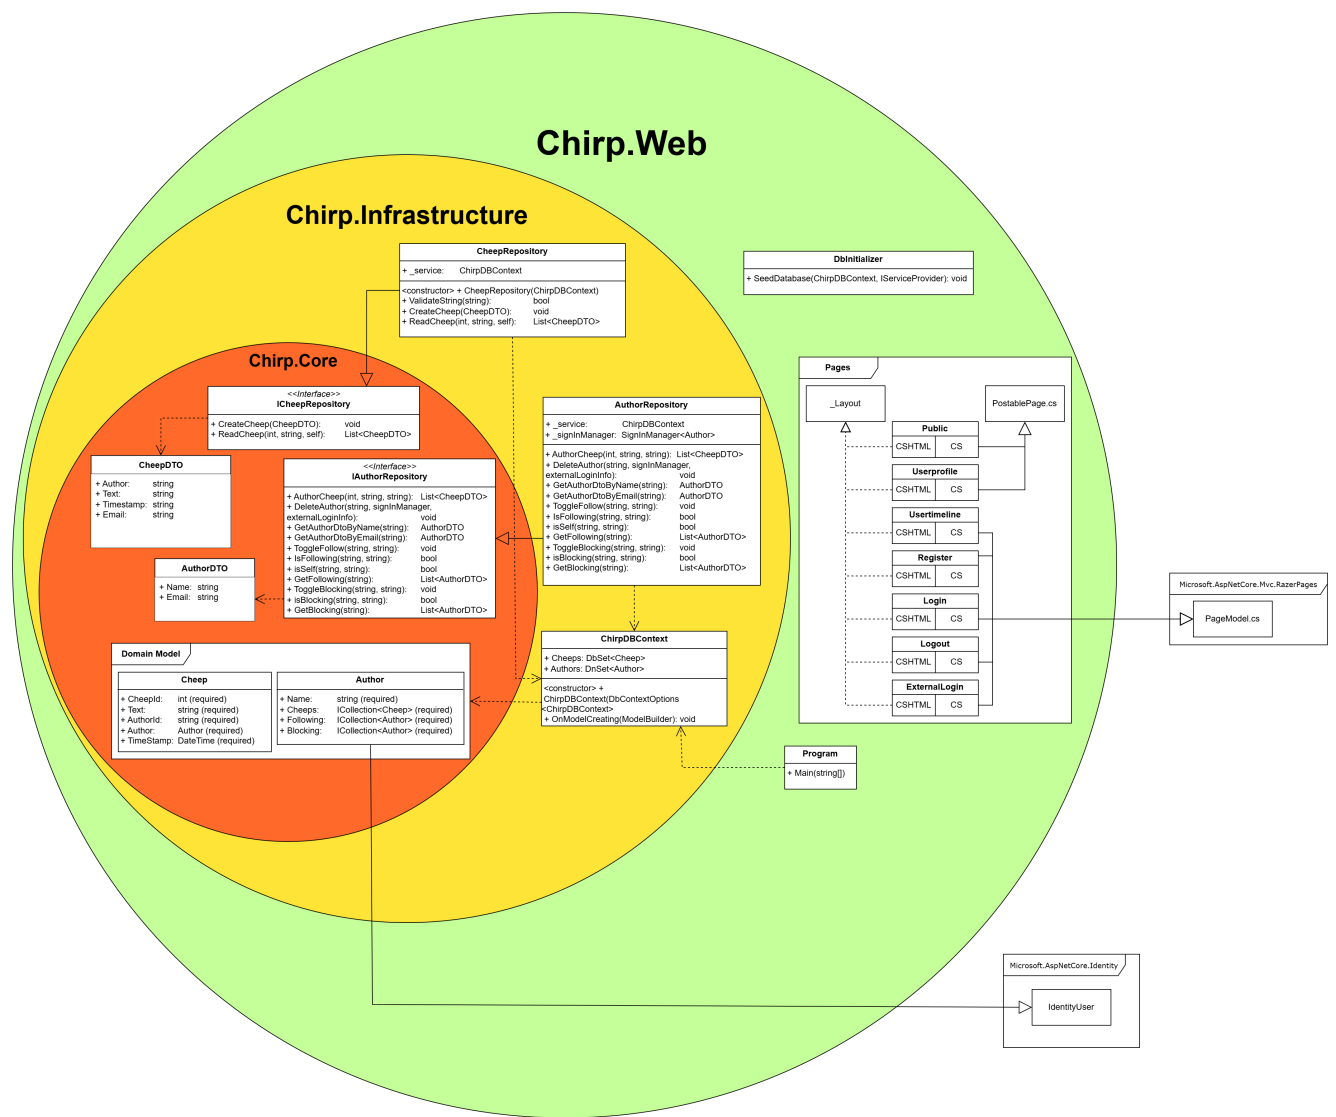 Chirp.Web
Chirp.Infrastructure
CheepRepository
+ _service: ChirpDBContext
<constructor> + CheepRepository(ChirpDBContext)
+ ValidateString(string): bool
+ CreateCheep(CheepDTO): void
+ ReadCheep(int, string, self): List<CheepDTO>
DbInitializer
+ SeedDatabase(ChirpDBContext, IServiceProvider): void
Chirp.Core
<<Interface>>
ICheepRepository
+ CreateCheep(CheepDTO): void
+ ReadCheep(int, string, self): List<CheepDTO>
CheepDTO
+ Author: string
+ Text: string
+ Timestamp: string
+ Email: string
<<Interface>>
IAuthorRepository
+ AuthorCheep(int, string, string): List<CheepDTO>
+ DeleteAuthor(string, signInManager,
externalLoginInfo): void
+ GetAuthorDtoByName(string): AuthorDTO
+ GetAuthorDtoByEmail(string): AuthorDTO
+ ToggleFollow(string, string): void
+ IsFollowing(string, string): bool
+ isSelf(string, string): bool
+ GetFollowing(string): List<AuthorDTO>
+ ToggleBlocking(string, string): void
+ isBlocking(string, string): bool
+ GetBlocking(string): List<AuthorDTO>
AuthorDTO
+ Name: string
+ Email: string
AuthorRepository
+ _service: ChirpDBContext
+ _signInManager: SignInManager<Author>
+ AuthorCheep(int, string, string): List<CheepDTO>
+ DeleteAuthor(string, signInManager,
externalLoginInfo): void
+ GetAuthorDtoByName(string): AuthorDTO
+ GetAuthorDtoByEmail(string): AuthorDTO
+ ToggleFollow(string, string): void
+ IsFollowing(string, string): bool
+ isSelf(string, string): bool
+ GetFollowing(string): List<AuthorDTO>
+ ToggleBlocking(string, string): void
+ isBlocking(string, string): bool
+ GetBlocking(string): List<AuthorDTO>
Domain Model
Cheep
+ CheepId: int (required)
+ Text: string (required)
+ AuthorId: string (required)
+ Author: Author (required)
+ TimeStamp: DateTime (required)
Author
+ Name: string (required)
+ Cheeps: ICollection<Cheep> (required)
+ Following: ICollection<Author> (required)
+ Blocking: ICollection<Author> (required)
ChirpDBContext
+ Cheeps: DbSet<Cheep>
+ Authors: DnSet<Author>
<constructor> +
ChirpDBContext(DbContextOptions
<ChirpDBContext>
+ OnModelCreating(ModelBuilder): void
Pages
_Layout
PostablePage.cs
Public
CSHTML CS
Userprofile
CSHTML CS
Usertimeline
CSHTML CS
Register
CSHTML CS
Login
CSHTML CS
Logout
CSHTML CS
ExternalLogin
CSHTML CS
Program
+ Main(string[])
Microsoft.AspNetCore.Mvc.RazerPages
PageModel.cs
Microsoft.AspNetCore.Identity
IdentityUser